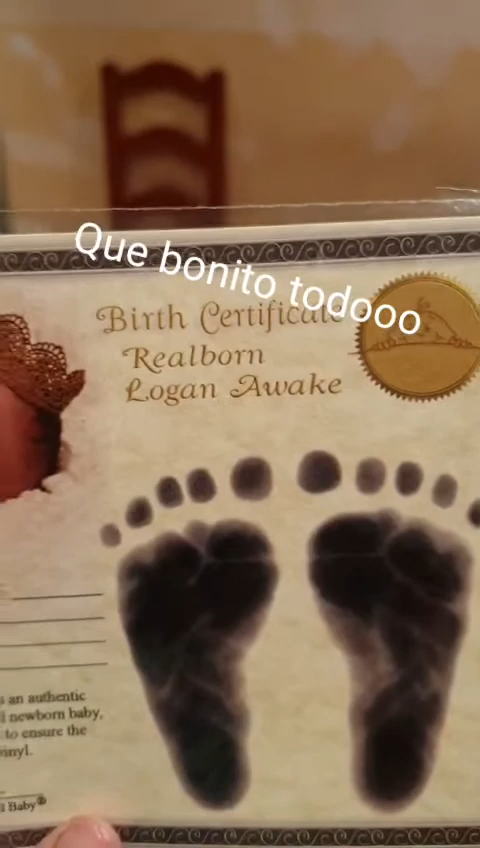 Que bonito todooo
Birth Certificate
Realborn
Logan Awake
an authentic
newborn baby,
to ensure the
vinyl.
Baby®